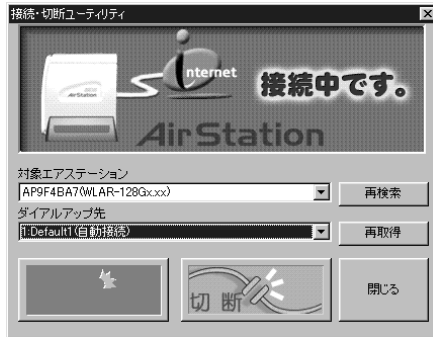 接続・切断ユーティリティ
nternet
接続中です。
AirStation
AirStation
対象エアステーション
AP9F4BA7(WLAR-128Gx.xx)
再検索
ダイアルアップ先
1:Default1(自動接続)
再取得
切断
閉じる